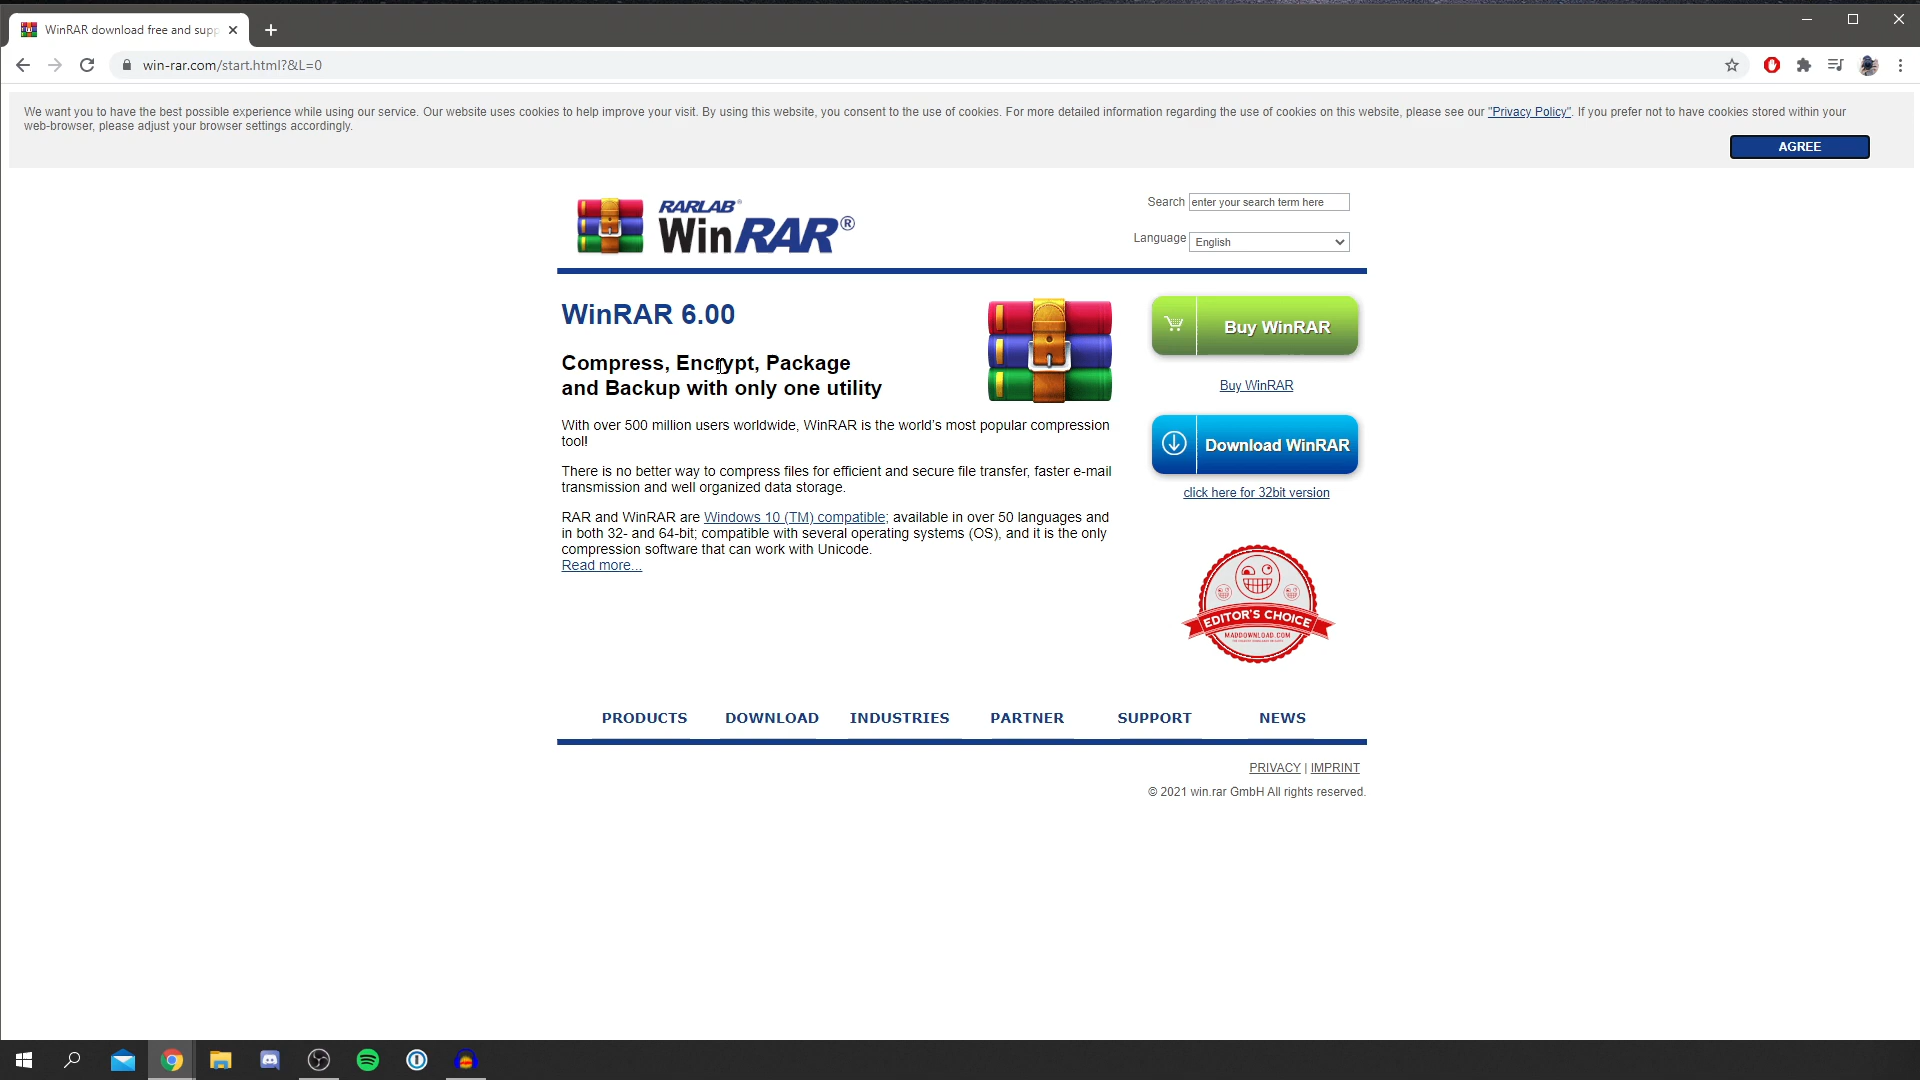 WinRAR download free and supp
win-rar.com/start.html?&L=0
We want you to have the best possible experience while using our service. Our website uses cookies to help improve your visit. By using this website, you consent to the use of cookies. For more detailed information regarding the use of cookies on this website, please see our "Privacy Policy". If you prefer not to have cookies stored within your
web-browser, please adjust your browser settings accordingly.
AGREE
RARLAB®
WinRAR®
Search enter your search term here
Language English
WinRAR 6.00
Compress, Encrypt, Package
and Backup with only one utility
With over 500 million users worldwide, WinRAR is the world's most popular compression
tool!
There is no better way to compress files for efficient and secure file transfer, faster e-mail
transmission and well organized data storage.
RAR and WinRAR are Windows 10 (TM) compatible; available in over 50 languages and
in both 32- and 64-bit; compatible with several operating systems (OS), and it is the only
compression software that can work with Unicode.
Read more...
Buy WinRAR
Buy WinRAR
Download WinRAR
click here for 32bit version
EDITOR'S CHOICE
MADDOWNLOAD.COM
PRODUCTS DOWNLOAD INDUSTRIES PARTNER SUPPORT NEWS
PRIVACY | IMPRINT
© 2021 win.rar GmbH All rights reserved.